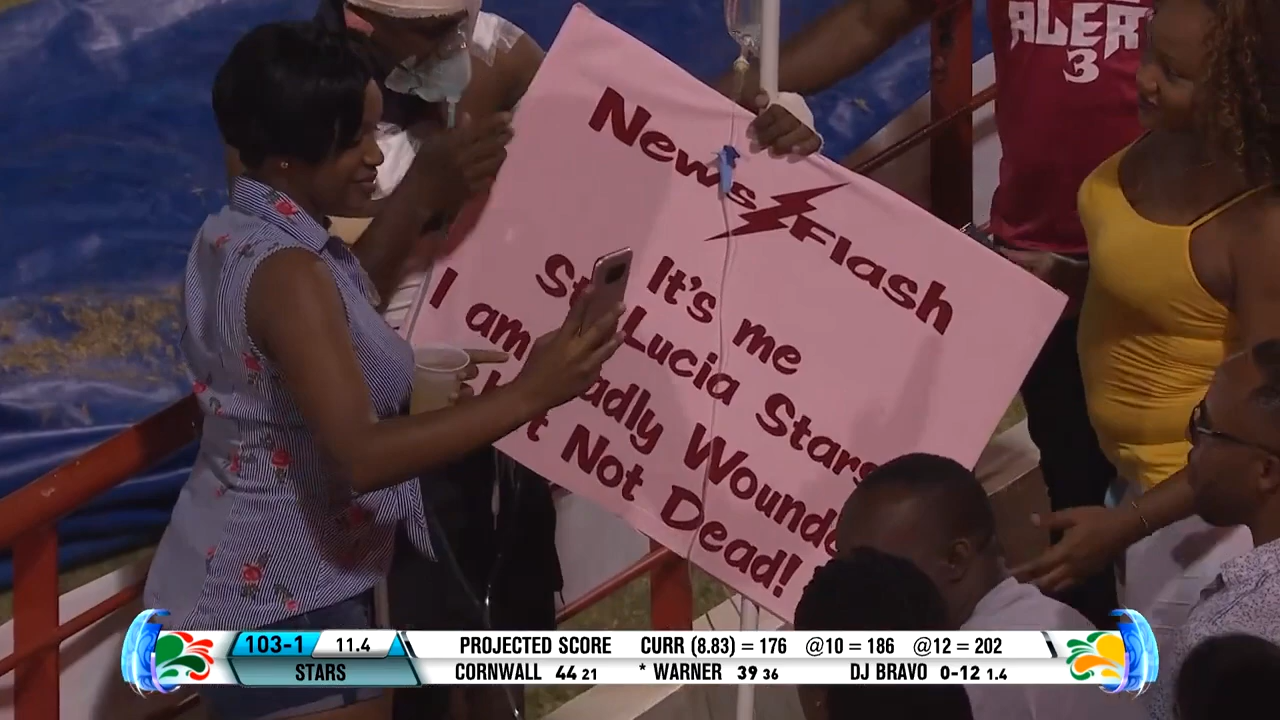 ALERT
3
News Flash
It's me
St Lucia Stars
I am
Not Dead!
103-1 11.4 PROJECTED SCORE CURR (8.83) = 176 @10 = 186 @12 = 202
STARS CORNWALL 44 21 * WARNER 39 36 DJ BRAVO 0-12 1.4